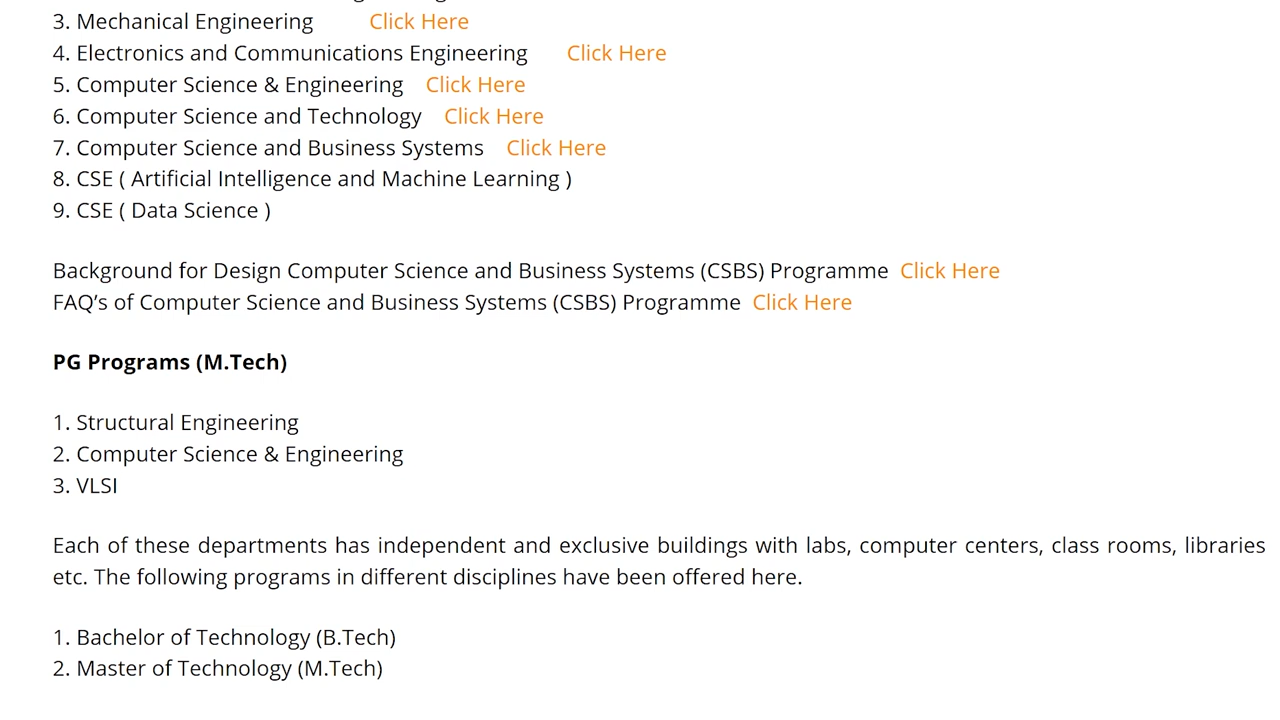 3. Mechanical Engineering Click Here
4. Electronics and Communications Engineering Click Here
5. Computer Science & Engineering Click Here
6. Computer Science and Technology Click Here
7. Computer Science and Business Systems Click Here
8. CSE ( Artificial Intelligence and Machine Learning )
9. CSE ( Data Science )
Background for Design Computer Science and Business Systems (CSBS) Programme Click Here
FAQ’s of Computer Science and Business Systems (CSBS) Programme Click Here
PG Programs (M.Tech)
1. Structural Engineering
2. Computer Science & Engineering
3. VLSI
Each of these departments has independent and exclusive buildings with labs, computer centers, class rooms, libraries
etc. The following programs in different disciplines have been offered here.
1. Bachelor of Technology (B.Tech)
2. Master of Technology (M.Tech)